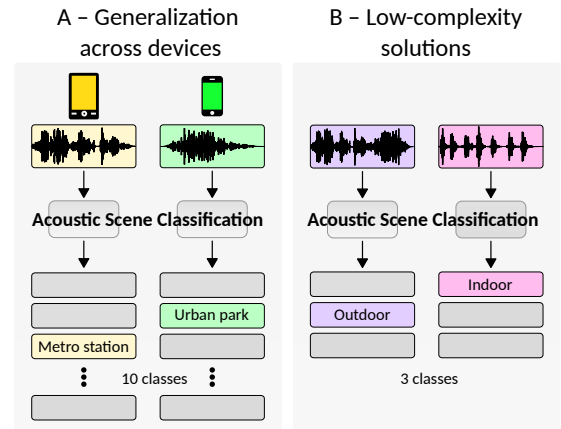 A – Generalization
across devices
B – Low-complexity
solutions
Acoustic Scene Classification
Acoustic Scene Classification
Indoor
Urban park
Outdoor
Metro station
10 classes
3 classes